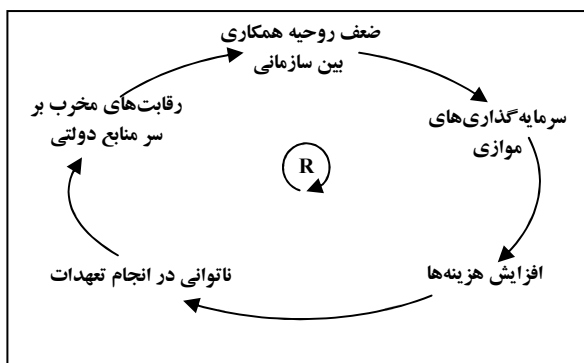 ضعف روحیه همکاری
بین سازمانی
رقابت‌های مخرب بر
سر منابع دولتی
سرمایه‌گذاری‌های
موازی
R
افزایش هزینه‌ها
ناتوانی در انجام تعهدات